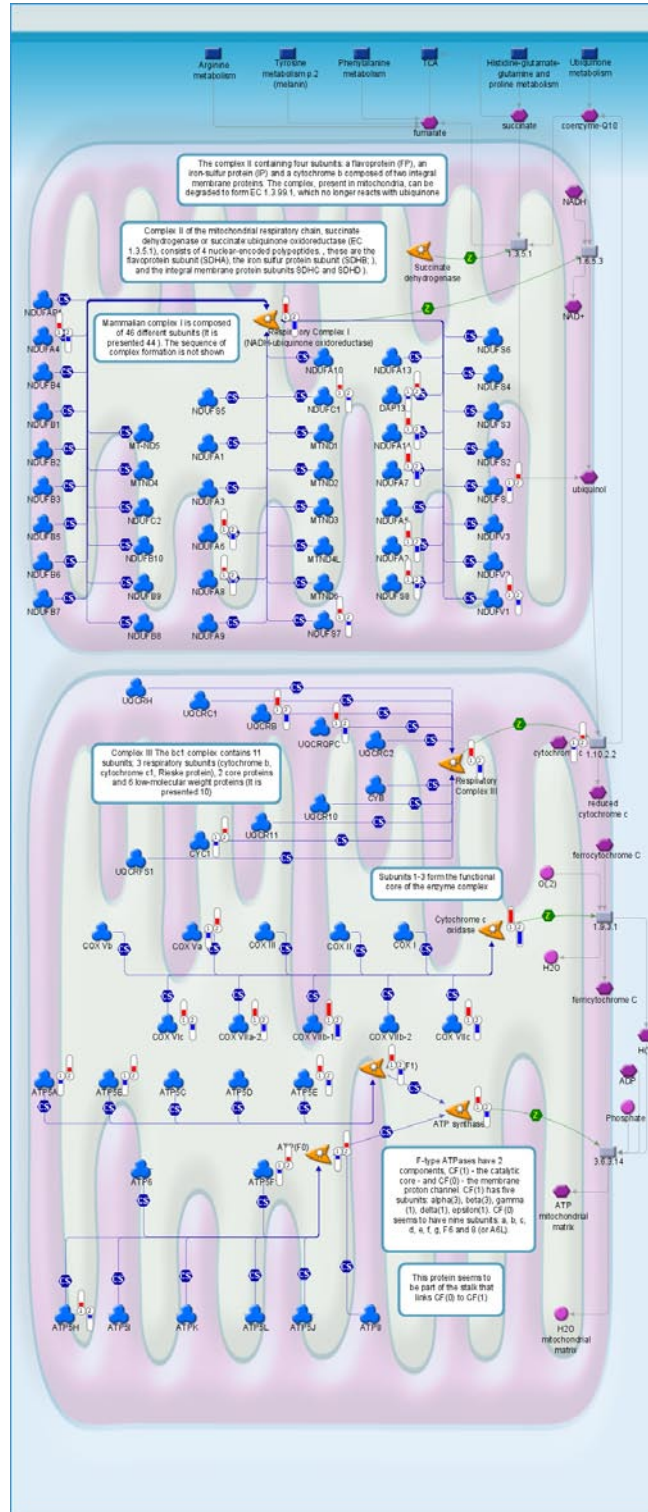 Arginine
metabolism
Tyrosine
metabolism p.2
(melanin)
Phenylalanine
metabolism
TCA
Histidine-glutamate-
glutamine and
proline metabolism
Ubiquinone
metabolism
fumarate
succinate
coenzyme-Q10
The complex II containing four subunits: a flavoprotein (FP), an
iron-sulfur protein (IP) and a cytochrome b composed of two integral
membrane proteins. The complex, present in mitochondria, can be
degraded to form EC 1.3.99.1, which no longer reacts with ubiquinone
NADH
Complex II of the mitochondrial respiratory chain, succinate
dehydrogenase or succinate ubiquinone oxidoreductase (EC
1.3.5.1), consists of 4 nuclear-encoded polypeptides. , these are the
flavoprotein subunit (SDHA), the iron sulfur protein subunit (SDHB; ),
and the integral membrane protein subunits SDHC and SDHD ).
Succinate
dehydrogenase
1.3.5.1
1.6.5.3
NAD+
Mammalian complex I is composed
of 46 different subunits (It is
presented 44 ). The sequence of
complex formation is not shown
Respiratory Complex I
(NADH-ubiquinone oxidoreductase)
NDUFA4
NDUFB4
NDUFB1
NDUFB2
NDUFB3
NDUFB5
NDUFB6
NDUFB7
MT-ND5
MTND4
NDUFC2
NDUFB10
NDUFB9
NDUFB8
NDUFS5
NDUFA1
NDUFA3
NDUFA6
NDUFA8
NDUFA9
NDUFA10
NDUFC1
MTND1
MTND2
MTND3
MTND4L
MTND6
NDUFS7
NDUFA13
DAP13
NDUFA7
NDUFA5
NDUFA2
NDUFS8
NDUFS6
NDUFS4
NDUFS3
NDUFS2
NDUFV3
NDUFV2
NDUFV1
ubiquinol
UQCRH
UQCRC1
UQCRB
UQCRQPC
UQCRC2
Complex III The bc1 complex contains 11
subunits; 3 respiratory subunits (cytochrome b,
cytochrome c1, Rieske protein), 2 core proteins
and 6 low-molecular weight proteins (It is
presented 10)
Respiratory
Complex III
CYB
UQCR10
UQCR11
CYC1
UQCRFS1
1.10.2.2
reduced
cytochrome c
ferrocytochrome C
O(2)
Subunits 1-3 form the functional
core of the enzyme complex
Cytochrome c
oxidase
1.9.3.1
H2O
ferricytochrome C
COX Vb
COX Va
COX III
COX II
COX I
COX VIc
COX VIIa-2
COX VIIb-1
COX VIIb-2
COX VIIc
ADP
Phosphate
ATP5A
ATP5B
ATP5C
ATP5D
ATP5E
ATP synthase
ATP(F0)
ATP6
ATP5F
3.6.3.14
F-type ATPases have 2
components, CF(1) - the catalytic
core - and CF(0) - the membrane
proton channel. CF(1) has five
subunits: alpha(3), beta(3), gamma
(1), delta(1), epsilon(1). CF(0)
seems to have nine subunits: a, b, c,
d, e, f, g, F6 and 8 (or A6L).
ATP
mitochondrial
matrix
This protein seems to
be part of the stalk that
links CF(0) to CF(1)
ATP5H
ATP5I
ATPK
ATP5L
ATP5J
ATP8
H2O
mitochondrial
matrix